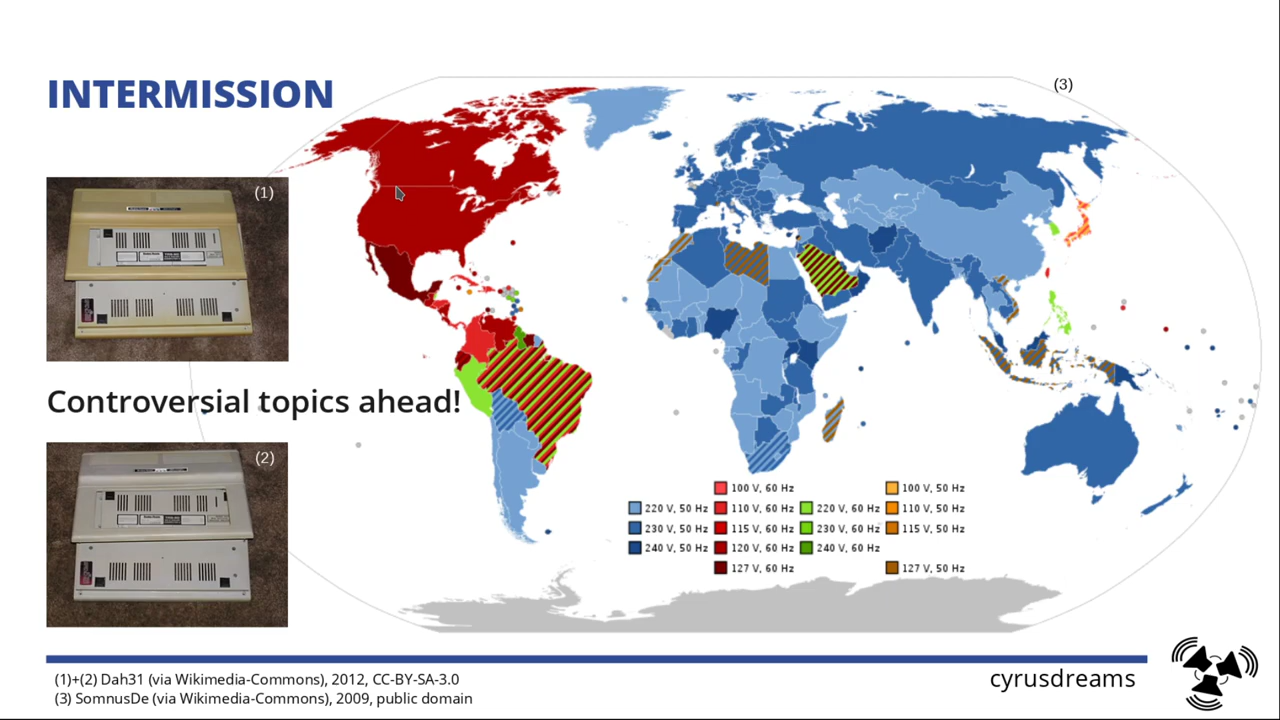 INTERMISSION
(3)
(1)
Controversial topics ahead!
(2)
100 V, 60 Hz
100 V, 50 Hz
220 V, 50 Hz
110 V, 60 Hz
220 V, 60 Hz
110 V, 50 Hz
230 V, 50 Hz
115 V, 60 Hz
230 V, 60 Hz
115 V, 50 Hz
240 V, 50 Hz
120 V, 60 Hz
240 V, 60 Hz
127 V, 60 Hz
127 V, 50 Hz
(1)+(2) Dah31 (via Wikimedia-Commons), 2012, CC-BY-SA-3.0
(3) SomnusDe (via Wikimedia-Commons), 2009, public domain
cyrusdreams